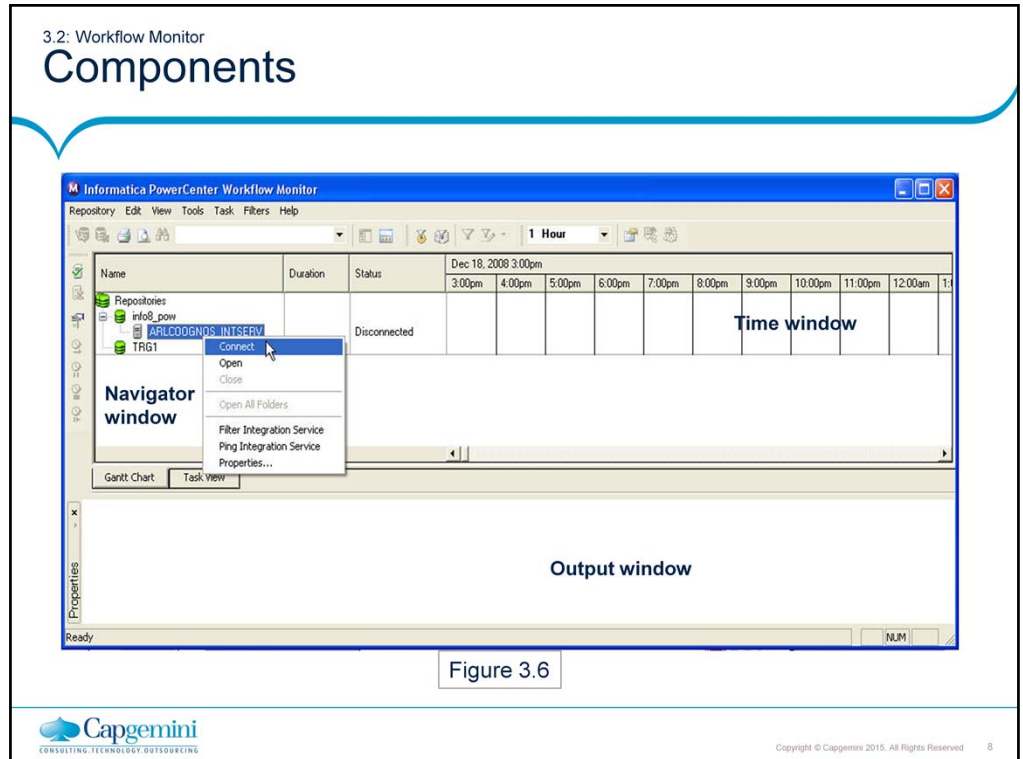 3.2: Workflow Monitor
Components
Informatica PowerCenter Workflow Monitor
Repository Edit View Tools Task Filters Help
1 Hour
Name Duration Status Dec 18, 2008 3:00pm
3:00pm 4:00pm 5:00pm 6:00pm 7:00pm 8:00pm 9:00pm 10:00pm 11:00pm 12:00am
Repositories
info8_pow
ARLCOOGNOS_INTSERV Disconnected
TRG1
Time window
Connect
Open
Close
Open All Folders
Filter Integration Service
Ping Integration Service
Properties...
Navigator
window
Gantt Chart Task View
Properties
Output window
Ready NUM
Figure 3.6
Capgemini
CONSULTING.TECHNOLOGY.OUTSOURCING
Copyright © Capgemini 2015. All Rights Reserved 8